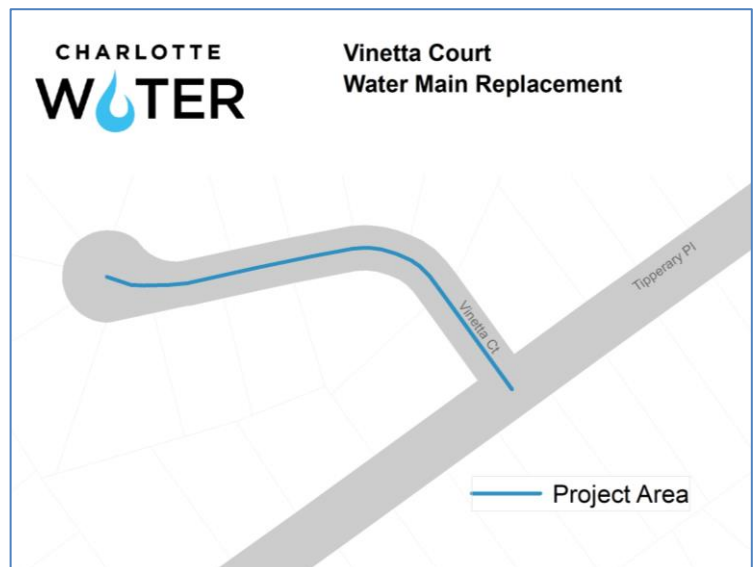 CHARLOTTE
WATER
Vinetta Court
Water Main Replacement
Tipperary Pl
Vinetta Ct
Project Area